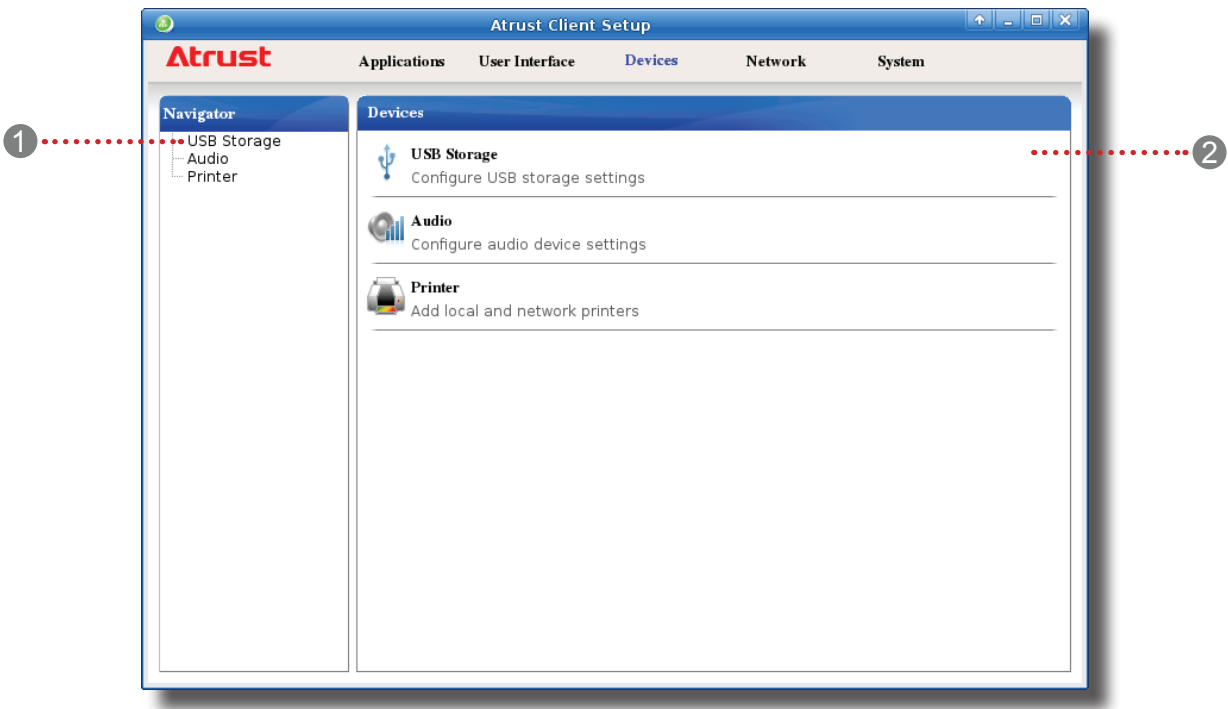 Atrust Client Setup
Atrust
Applications User Interface Devices Network System
Navigator
USB Storage
Audio
Printer
Devices
USB Storage
Configure USB storage settings
Audio
Configure audio device settings
Printer
Add local and network printers
1
2